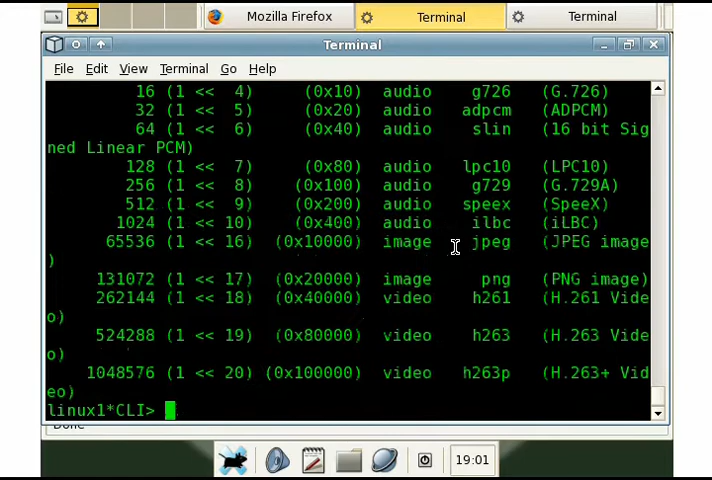 Mozilla Firefox
Terminal
Terminal
Terminal
File Edit View Terminal Go Help
16 (1 << 4) (0x10) audio g726 (G.726)
32 (1 << 5) (0x20) audio adpcm (ADPCM)
64 (1 << 6) (0x40) audio slin (16 bit Sig
ned Linear PCM)
128 (1 << 7) (0x80) audio lpc10 (LPC10)
256 (1 << 8) (0x100) audio g729 (G.729A)
512 (1 << 9) (0x200) audio speex (SpeeX)
1024 (1 << 10) (0x400) audio ilbc (iLBC)
65536 (1 << 16) (0x10000) image jpeg (JPEG image
)
131072 (1 << 17) (0x20000) image png (PNG image)
262144 (1 << 18) (0x40000) video h261 (H.261 Vide
o)
524288 (1 << 19) (0x80000) video h263 (H.263 Vide
o)
1048576 (1 << 20) (0x100000) video h263p (H.263+ Vid
eo)
linux1*CLI>
Done
19:01